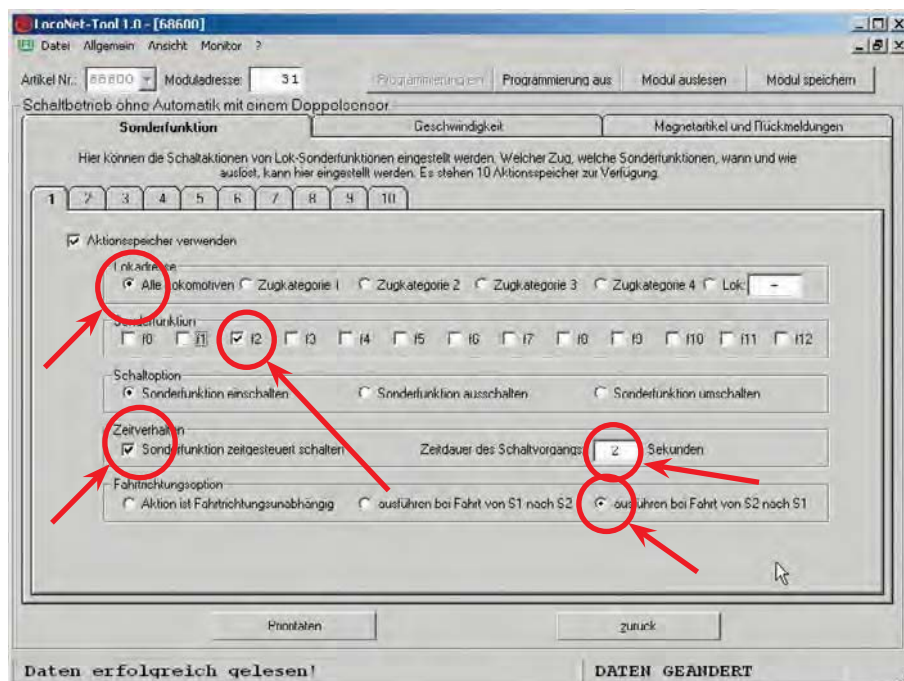 LocoNet-Tool 1.0 - [68600]
Datei Allgemein Ansicht Monitor ?
Artikel Nr.: 68600 Moduladresse: 31 Programmierung ein Programmierung aus Modul auslesen Modul speichern
Schaltbetrieb ohne Automatik mit einem Doppelsensor
Sonderfunktion Geschwindigkeit Magnetartikel und Rückmeldungen
Hier können die Schaltaktionen von Lok-Sonderfunktionen eingestellt werden. Welcher Zug, welche Sonderfunktionen, wann und wie
auslöst, kann hier eingestellt werden. Es stehen 10 Aktionsspeicher zur Verfügung.
1 2 3 4 5 6 7 8 9 10
Aktionsspeicher verwenden
Lokadresse
Alle Lokomotiven Zugkategorie 1 Zugkategorie 2 Zugkategorie 3 Zugkategorie 4 Lok: -
Sonderfunktion
f0 f1 f2 f3 f4 f5 f6 f7 f8 f9 f10 f11 f12
Schaltoption
Sonderfunktion einschalten Sonderfunktion ausschalten Sonderfunktion umschalten
Zeitverhalten
Sonderfunktion zeitgesteuert schalten Zeitdauer des Schaltvorgangs: 2 Sekunden
Fahrtrichtungsoption
Aktion ist Fahrtrichtungsunabhängig ausführen bei Fahrt von S1 nach S2 ausführen bei Fahrt von S2 nach S1
Prioritäten zurück
Daten erfolgreich gelesen! DATEN GEÄNDERT